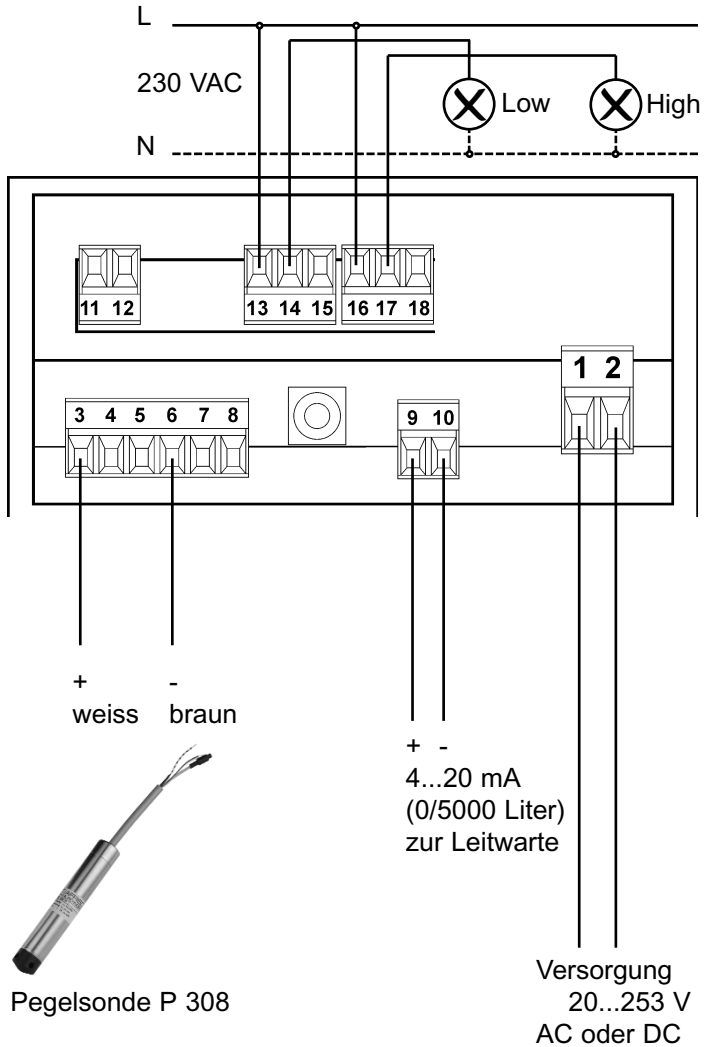 L
230 VAC
Low
High
N
11 12
13 14 15
16 17 18
1 2
3 4 5 6 7 8
9 10
+ -
weiss braun
+ -
4...20 mA
(0/5000 Liter)
zur Leitwarte
Pegelsonde P 308
Versorgung
20...253 V
AC oder DC